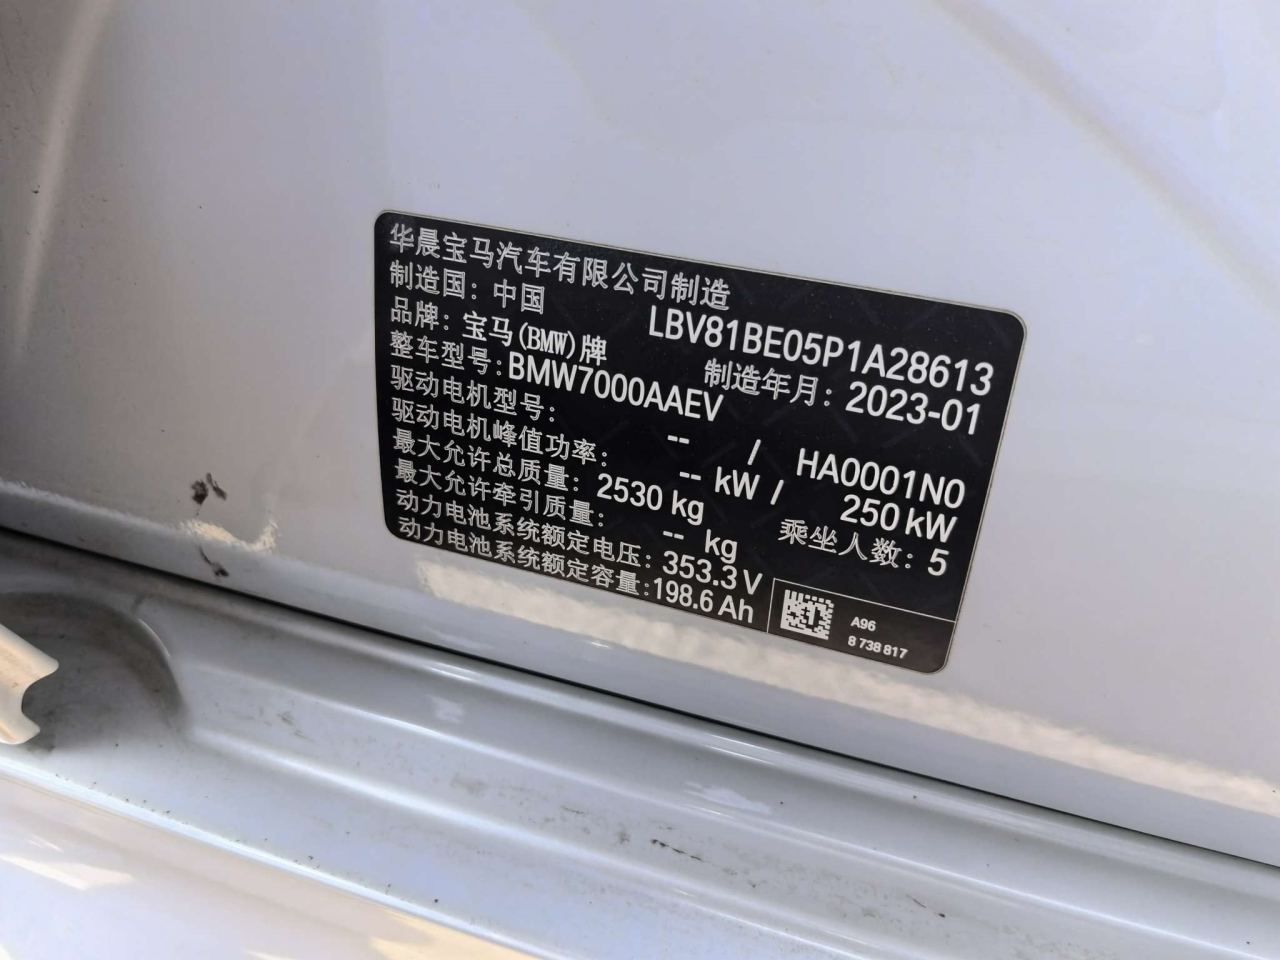 华晨宝马汽车有限公司制造
制造国：中国
LBV81BE05P1A28613
品牌：宝马(BMW)牌
制造年月：2023-01
整车型号：BMW7000AAEV
驱动电机型号： -- / HA0001N0
驱动电机峰值功率： -- kW / 250 kW
最大允许总质量：2530 kg
乘坐人数：5
最大允许牵引质量： -- kg
动力电池系统额定电压：353.3 V
动力电池系统额定容量：198.6 Ah
A96
8 738 817